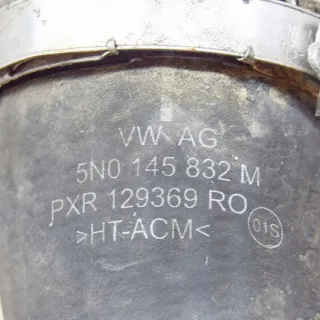 VW AG
5N0 145 832 M
PXR 129369 RO
>HT-ACM<
01S